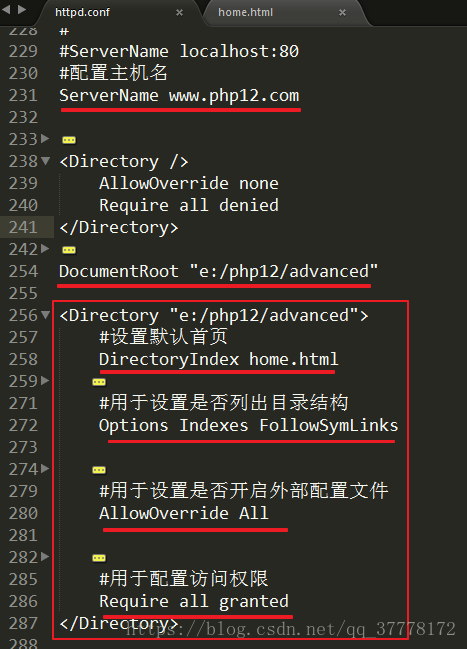 httpd.conf × home.html ×
228 #
229 #ServerName localhost:80
230 #配置主机名
231 ServerName www.php12.com
232
233
238 <Directory />
239 AllowOverride none
240 Require all denied
241 </Directory>
242
254 DocumentRoot "e:/php12/advanced"
255
256 <Directory "e:/php12/advanced">
257 #设置默认首页
258 DirectoryIndex home.html
259
271 #用于设置是否列出目录结构
272 Options Indexes FollowSymLinks
273
274
279 #用于设置是否开启外部配置文件
280 AllowOverride All
281
282
285 #用于配置访问权限
286 Require all granted
287 </Directory>
288
https://blog.csdn.net/qq_37778172